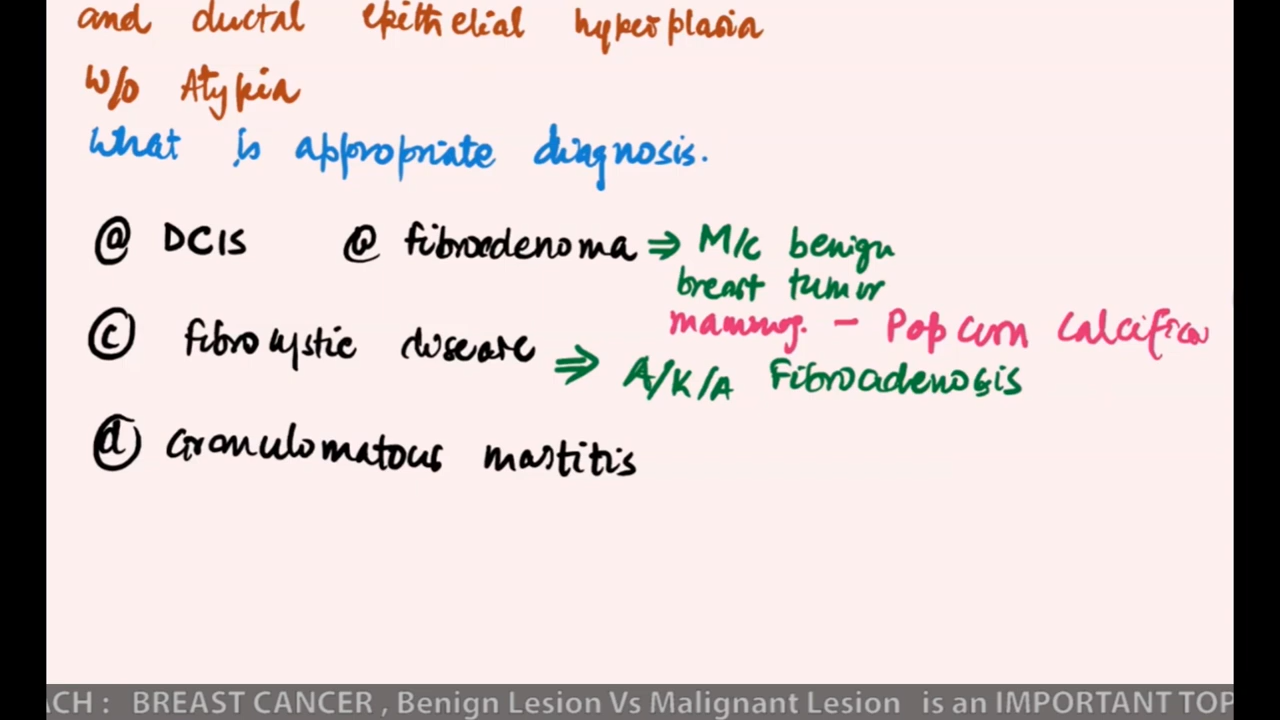 and ductal epithelial hyperplasia
W/O Atypia
What is appropriate diagnosis.
@ DCIS @ fibroadenoma ⇒ M/C benign
breast tumor
mammog. - Pop corn Calcifica
© fibrocystic disease ⇒ A/K/A Fibroadenosis
ⓓ Granulomatous mastitis
ACH : BREAST CANCER , Benign Lesion Vs Malignant Lesion is an IMPORTANT TOP